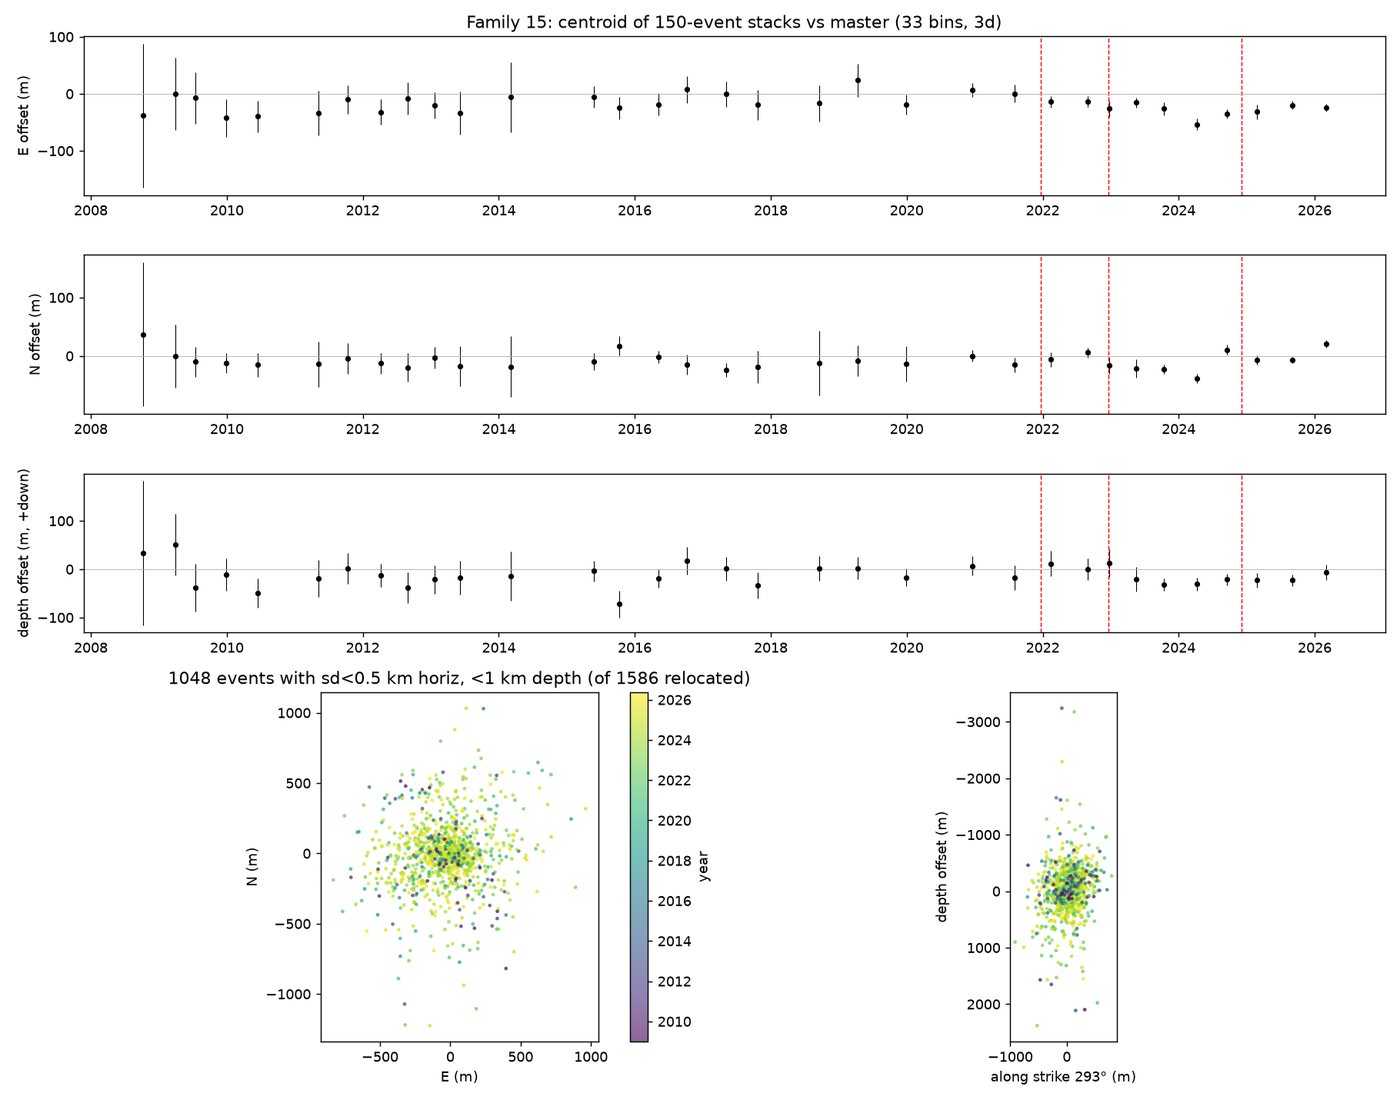 Family 15: centroid of 150-event stacks vs master (33 bins, 3d)
100
0
−100
E offset (m)
2008 2010 2012 2014 2016 2018 2020 2022 2024 2026
100
0
N offset (m)
2008 2010 2012 2014 2016 2018 2020 2022 2024 2026
100
0
−100
depth offset (m, +down)
2008 2010 2012 2014 2016 2018 2020 2022 2024 2026
1048 events with sd<0.5 km horiz, <1 km depth (of 1586 relocated)
1000
500
0
−500
−1000
N (m)
−500 0 500 1000
E (m)
2026
2024
2022
2020
2018
2016
2014
2012
2010
year
−3000
−2000
−1000
0
1000
2000
depth offset (m)
−1000 0
along strike 293° (m)